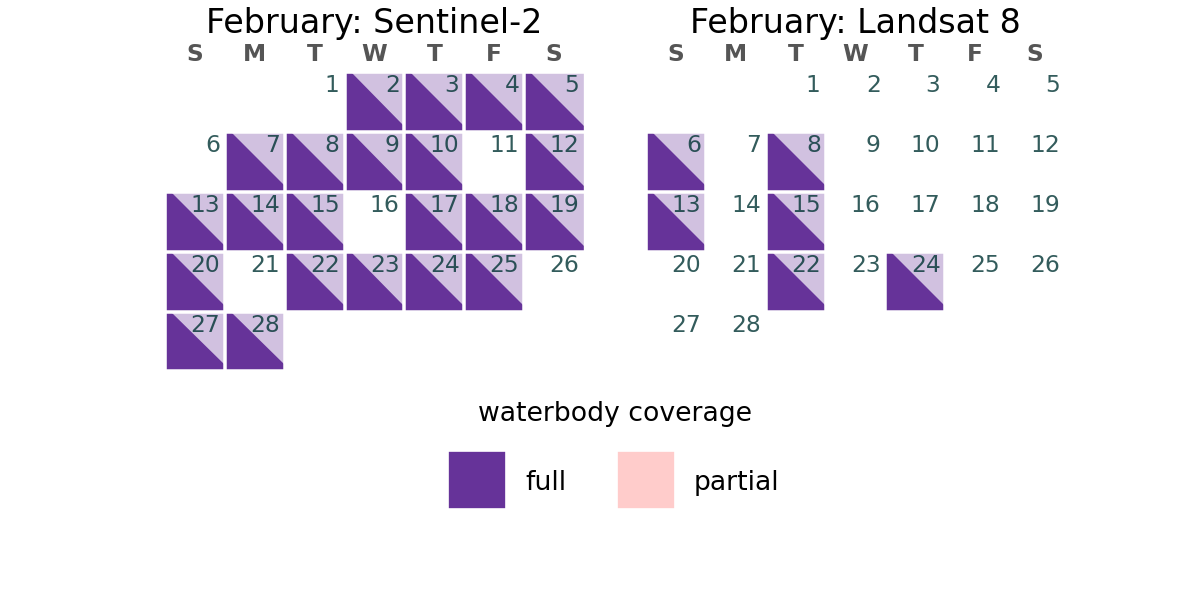 February: Sentinel-2
S M T W T F S
1 2 3 4 5
6 7 8 9 10 11 12
13 14 15 16 17 18 19
20 21 22 23 24 25 26
27 28
February: Landsat 8
S M T W T F S
1 2 3 4 5
6 7 8 9 10 11 12
13 14 15 16 17 18 19
20 21 22 23 24 25 26
27 28
waterbody coverage
full partial